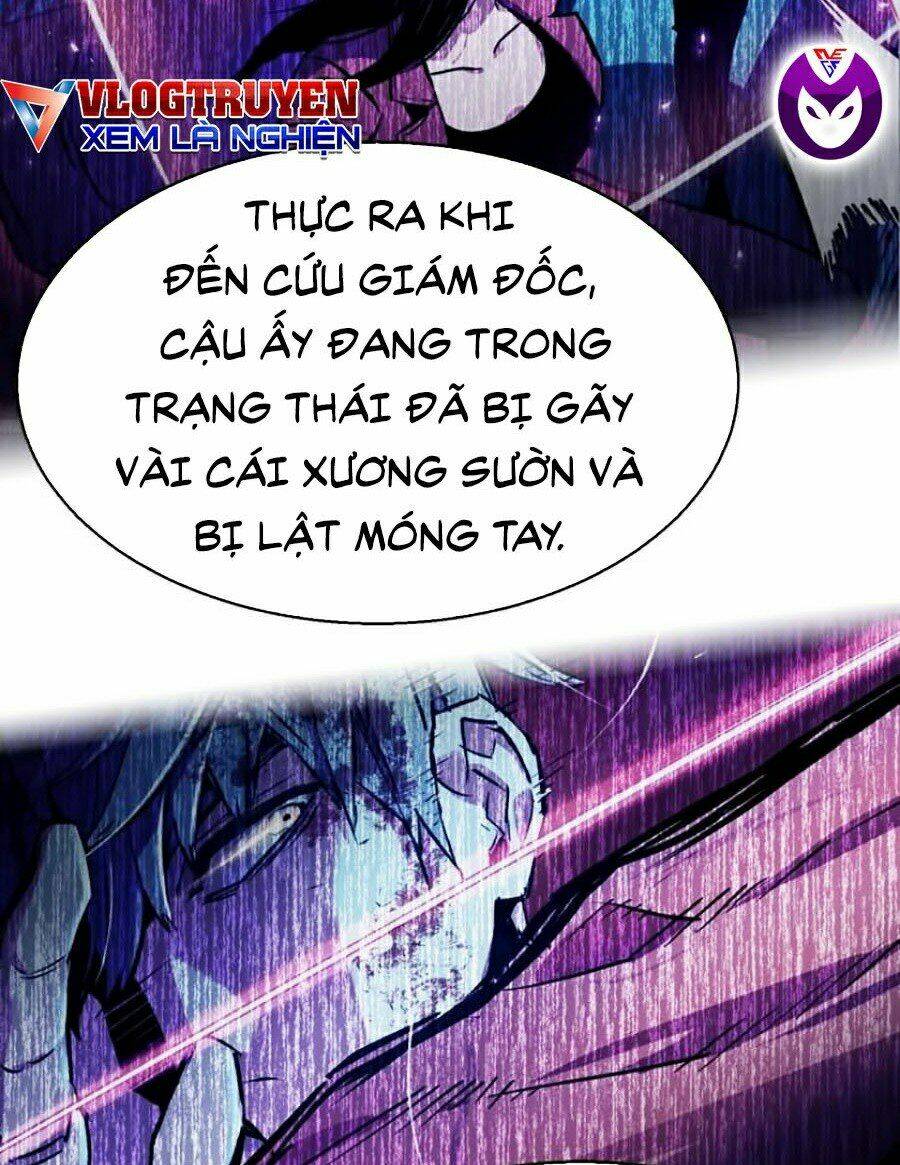 VLOGTRUYEN
XEM LÀ NGHIỆN
THỰC RA KHI
ĐẾN CỨU GIÁM ĐỐC,
CẬU ẤY ĐANG TRONG
TRẠNG THÁI ĐÃ BỊ GÃY
VÀI CÁI XƯƠNG SƯỜN VÀ
BỊ LẬT MÓNG TAY.